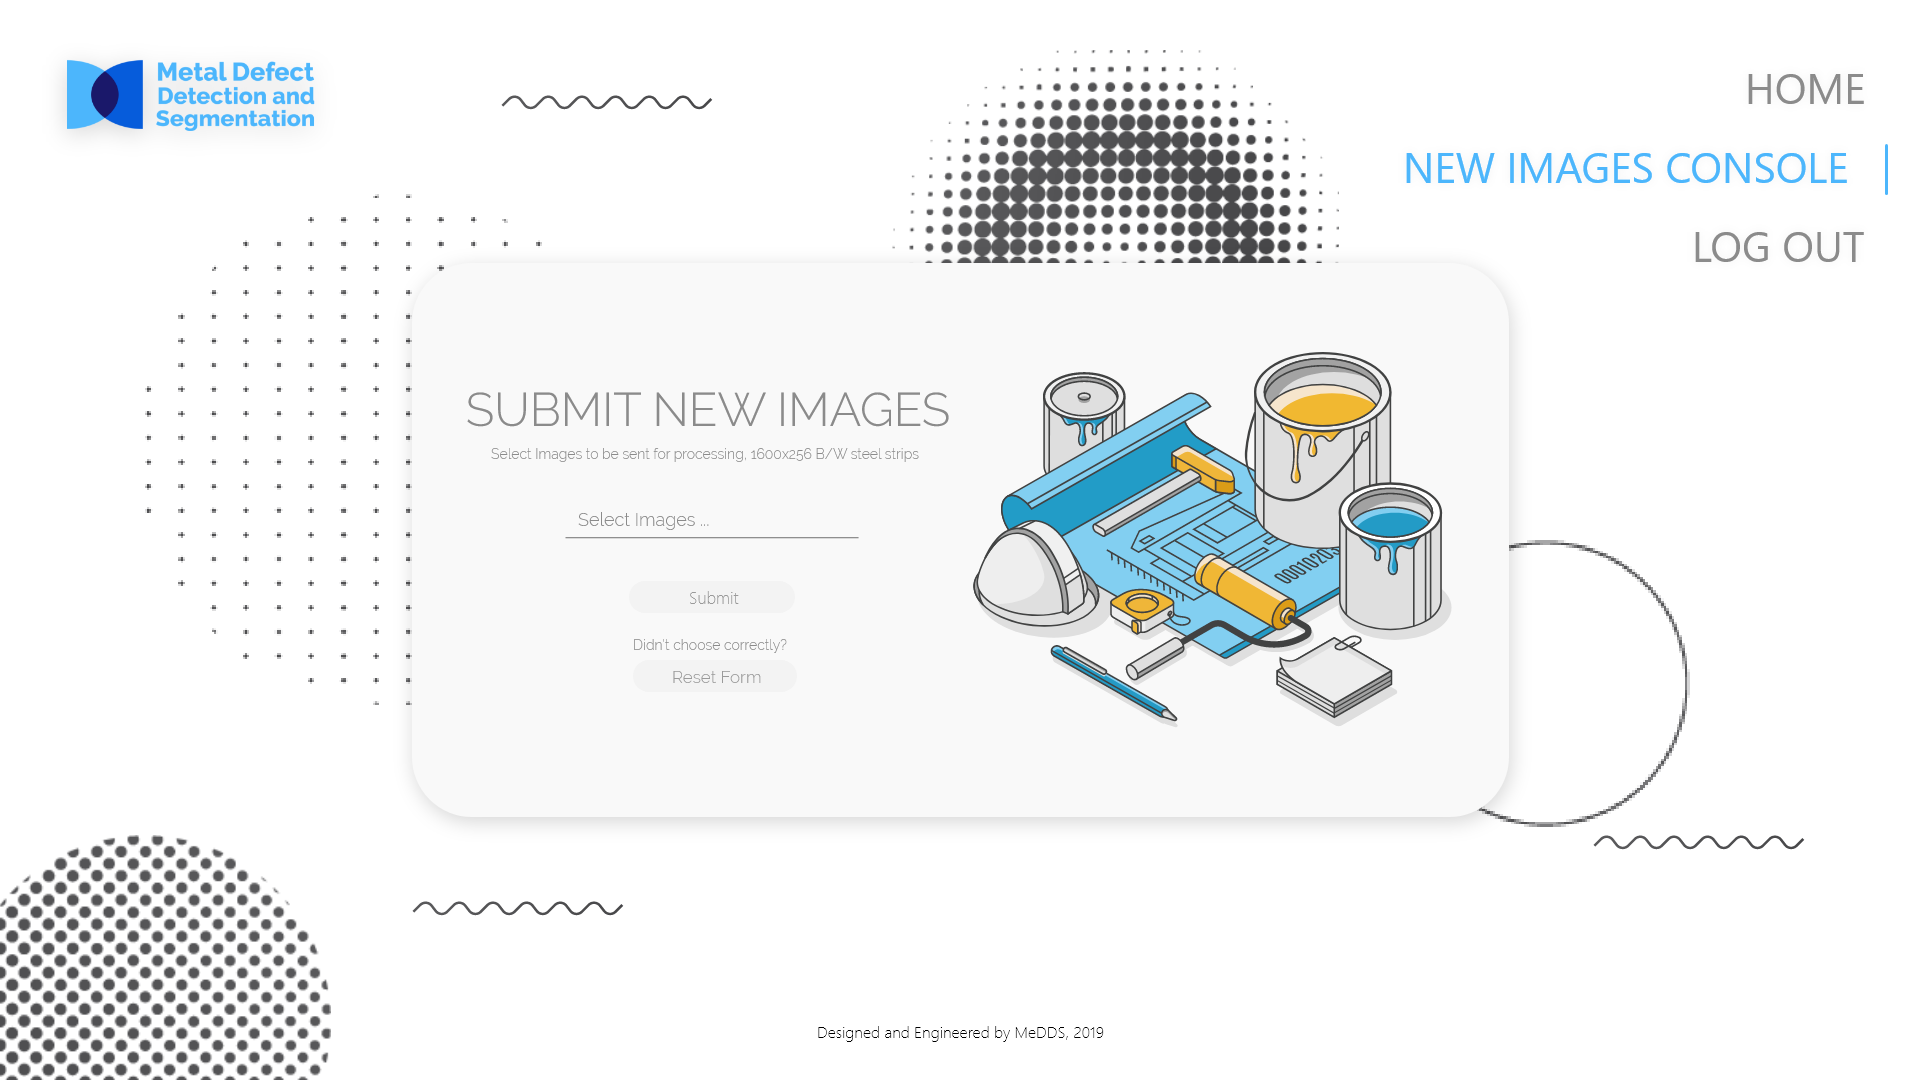 Metal Defect
Detection and
Segmentation
HOME
NEW IMAGES CONSOLE
LOG OUT
SUBMIT NEW IMAGES
Select Images to be sent for processing, 1600x256 B/W steel strips
Select Images ...
Submit
Didn't choose correctly?
Reset Form
Designed and Engineered by MeDDS, 2019